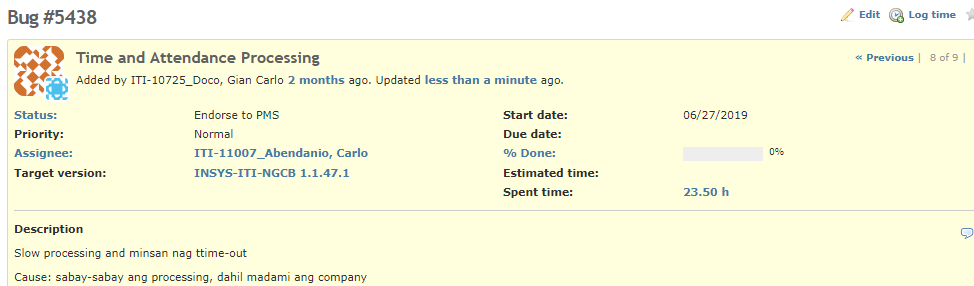 Bug #5438
Edit Log time
Time and Attendance Processing
« Previous | 8 of 9 |
Added by ITI-10725_Doco, Gian Carlo 2 months ago. Updated less than a minute ago.
Status: Endorse to PMS Start date: 06/27/2019
Priority: Normal Due date:
Assignee: ITI-11007_Abendanio, Carlo % Done: 0%
Target version: INSYS-ITI-NGCB 1.1.47.1 Estimated time:
Spent time: 23.50 h
Description
Slow processing and minsan nag ttime-out
Cause: sabay-sabay ang processing, dahil madami ang company